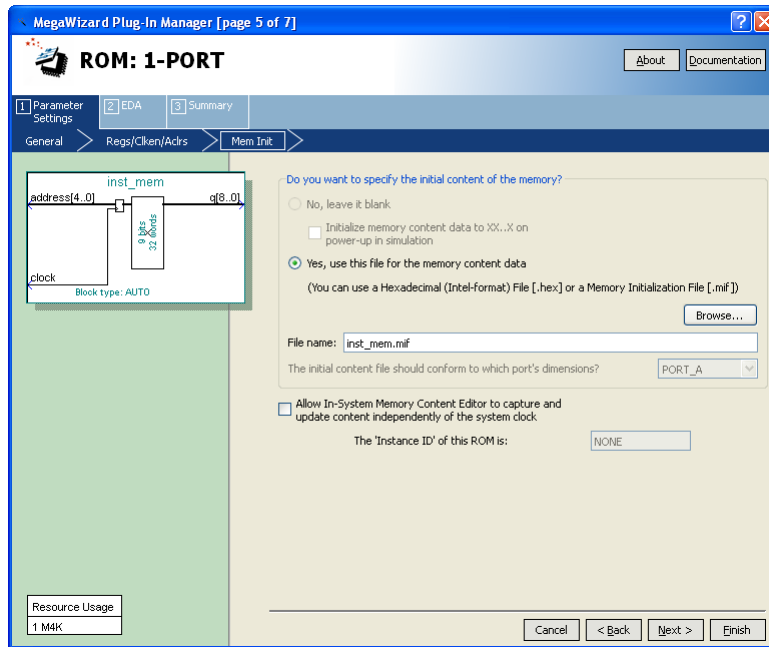 MegaWizard Plug-In Manager [page 5 of 7]
ROM: 1-PORT
About
Documentation
1 Parameter Settings
2 EDA
3 Summary
General
Regs/Clken/Aclrs
Mem Init
inst_mem
address[4..0]
q[8..0]
9 bits
32 words
clock
Block type: AUTO
Do you want to specify the initial content of the memory?
No, leave it blank
Initialize memory content data to XX..X on
power-up in simulation
Yes, use this file for the memory content data
(You can use a Hexadecimal (Intel-format) File [.hex] or a Memory Initialization File [.mif])
Browse...
File name: inst_mem.mif
The initial content file should conform to which port's dimensions? PORT_A
Allow In-System Memory Content Editor to capture and
update content independently of the system clock
The 'Instance ID' of this ROM is: NONE
Resource Usage
1 M4K
Cancel
< Back
Next >
Finish